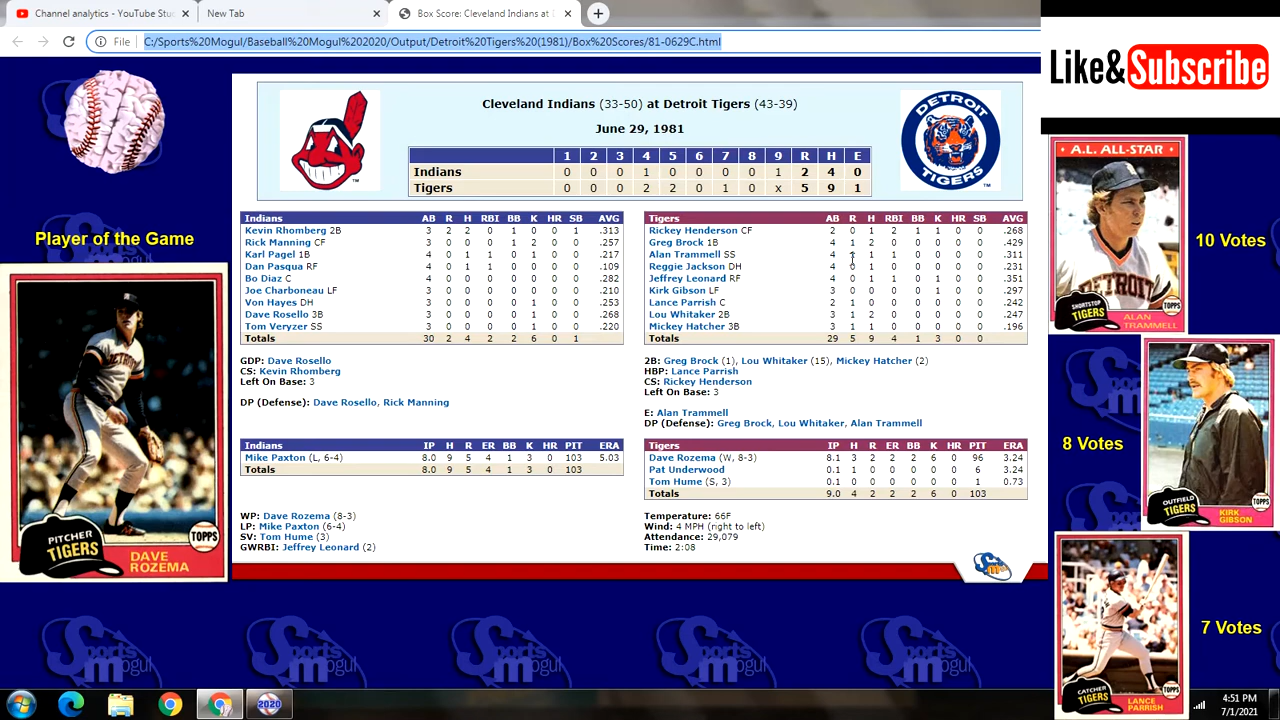 Channel analytics - YouTube Stu
New Tab
Box Score: Cleveland Indians at D
File C:/Sports%20Mogul/Baseball%20Mogul%202020/Output/Detroit%20Tigers%20(1981)/Box%20Scores/81-0629C.html
Like& Subscribe
Cleveland Indians (33-50) at Detroit Tigers (43-39)
June 29, 1981
DETROIT TIGERS
1 2 3 4 5 6 7 8 9 R H E
Indians 0 0 0 1 0 0 0 0 1 2 4 0
Tigers 0 0 0 2 2 0 1 0 x 5 9 1
Player of the Game
PITCHER
TIGERS
DAVE
ROZEMA
TOPPS
Indians AB R H RBI BB K HR SB AVG
Kevin Rhomberg 2B 3 2 2 0 1 0 0 1 .313
Rick Manning CF 3 0 0 0 1 2 0 0 .257
Karl Pagel 1B 4 0 1 1 0 1 0 0 .217
Dan Pasqua RF 4 0 1 1 0 0 0 0 .109
Bo Diaz C 4 0 0 0 0 0 0 0 .282
Joe Charboneau LF 3 0 0 0 0 0 0 0 .210
Von Hayes DH 3 0 0 0 0 1 0 0 .253
Dave Rosello 3B 3 0 0 0 0 1 0 0 .268
Tom Veryzer SS 3 0 0 0 0 1 0 0 .220
Totals 30 2 4 2 2 6 0 1
GDP: Dave Rosello
CS: Kevin Rhomberg
Left On Base: 3
DP (Defense): Dave Rosello, Rick Manning
Tigers AB R H RBI BB K HR SB AVG
Rickey Henderson CF 2 0 1 2 1 1 0 0 .268
Greg Brock 1B 4 1 2 0 0 0 0 0 .429
Alan Trammell SS 4 1 1 1 0 0 0 0 .311
Reggie Jackson DH 4 0 1 0 0 0 0 0 .231
Jeffrey Leonard RF 4 0 1 1 0 0 0 0 .351
Kirk Gibson LF 3 0 0 0 0 1 0 0 .297
Lance Parrish C 2 1 0 0 0 0 0 0 .242
Lou Whitaker 2B 3 1 2 0 0 0 0 0 .247
Mickey Hatcher 3B 3 1 1 0 0 1 0 0 .196
Totals 29 5 9 4 1 3 0 0
2B: Greg Brock (1), Lou Whitaker (15), Mickey Hatcher (2)
HBP: Lance Parrish
CS: Rickey Henderson
Left On Base: 3
E: Alan Trammell
DP (Defense): Greg Brock, Lou Whitaker, Alan Trammell
Indians IP H R ER BB K HR PIT ERA
Mike Paxton (L, 6-4) 8.0 9 5 4 1 3 0 103 5.03
Totals 8.0 9 5 4 1 3 0 103
Tigers IP H R ER BB K HR PIT ERA
Dave Rozema (W, 8-3) 8.1 3 2 2 2 6 0 96 3.24
Pat Underwood 0.1 1 0 0 0 0 0 6 3.24
Tom Hume (S, 3) 0.1 0 0 0 0 0 0 1 0.73
Totals 9.0 4 2 2 2 6 0 103
WP: Dave Rozema (8-3)
LP: Mike Paxton (6-4)
SV: Tom Hume (3)
GWRBI: Jeffrey Leonard (2)
Temperature: 66F
Wind: 4 MPH (right to left)
Attendance: 29,079
Time: 2:08
A.L. ALL-STAR
SHORTSTOP
TIGERS
ALAN
TRAMMELL
TOPPS
10 Votes
8 Votes
OUTFIELD
TIGERS
KIRK
GIBSON
TOPPS
CATCHER
TIGERS
LANCE
PARRISH
TOPPS
7 Votes
Sports Mogul
Sports Mogul
Sports Mogul
Sports Mogul
Sports Mogul
2020
4:51 PM
7/1/2021